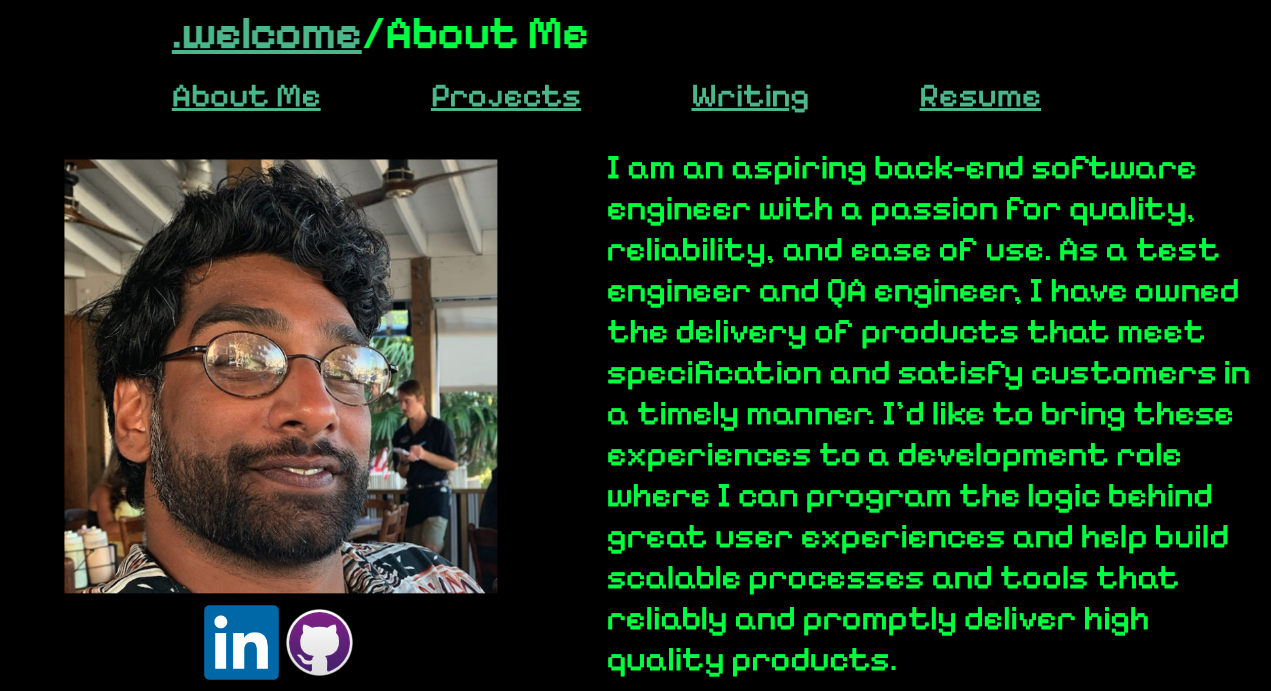 .welcome/About Me
About Me Projects Writing Resume
I am an aspiring back-end software
engineer with a passion for quality,
reliability, and ease of use. As a test
engineer and QA engineer, I have owned
the delivery of products that meet
specification and satisfy customers in
a timely manner. I'd like to bring these
experiences to a development role
where I can program the logic behind
great user experiences and help build
scalable processes and tools that
reliably and promptly deliver high
quality products.
in